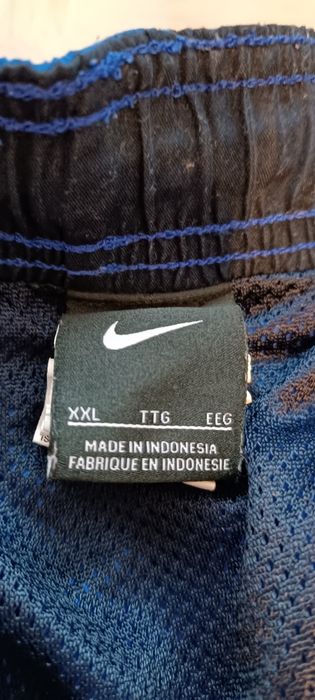 XXL TTG EEG
MADE IN INDONESIA
FABRIQUE EN INDONESIE